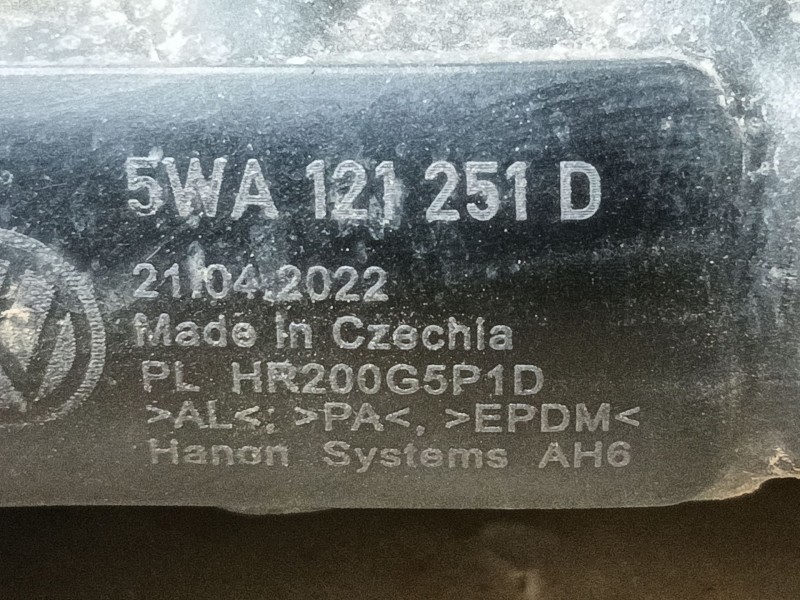 5WA 121 251 D
21.04.2022
Made in Czechia
PL HR200G5P1D
>AL<; >PA<, >EPDM<
Hanon Systems AH6